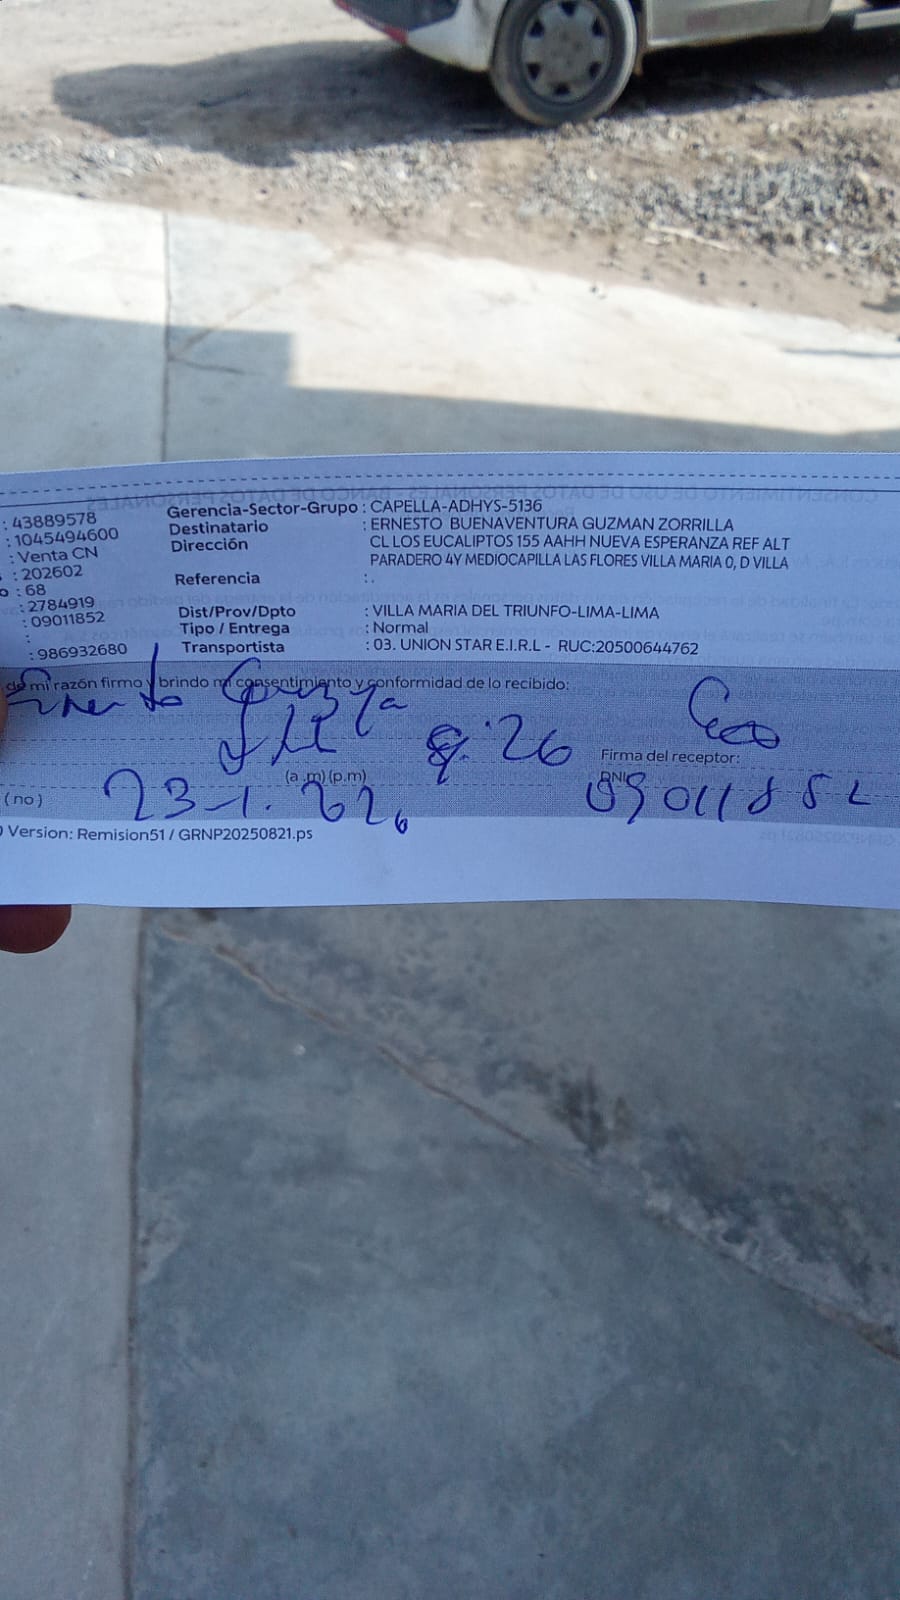 : 43889578
: 1045494600
: Venta CN
: 202602
o : 68
: 2784919
: 09011852
:
: 986932680
Gerencia-Sector-Grupo : CAPELLA-ADHYS-5136
Destinatario : ERNESTO BUENAVENTURA GUZMAN ZORRILLA
Dirección : CL LOS EUCALIPTOS 155 AAHH NUEVA ESPERANZA REF ALT
PARADERO 4Y MEDIOCAPILLA LAS FLORES VILLA MARIA 0, D VILLA
Referencia : .
Dist/Prov/Dpto : VILLA MARIA DEL TRIUNFO-LIMA-LIMA
Tipo / Entrega : Normal
Transportista : 03. UNION STAR E.I.R.L - RUC:20500644762
de mi razón firmo y brindo mi consentimiento y conformidad de lo recibido:
Firma del receptor:
(a .m) (p.m)
DNI
(no) 23-1. 09011852
Version: Remision51 / GRNP20250821.ps